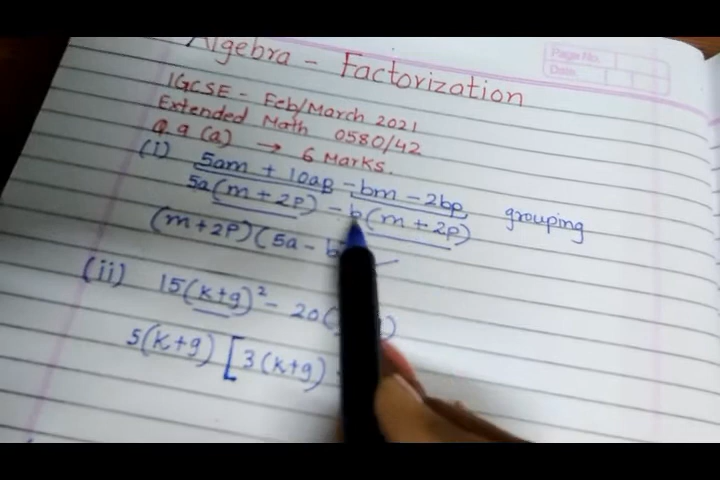 Algebra - Factorization
Page No.
Date
IGCSE - Feb/March 2021
Extended Math 0580/42
Q.9 (a) → 6 Marks.
(i) 5am + 10ap - bm - 2bp, grouping
5a(m + 2p) - b(m + 2p)
(m + 2p) (5a - b
(ii) 15(k+g)² - 20(
5(k+g) [3(k+g)